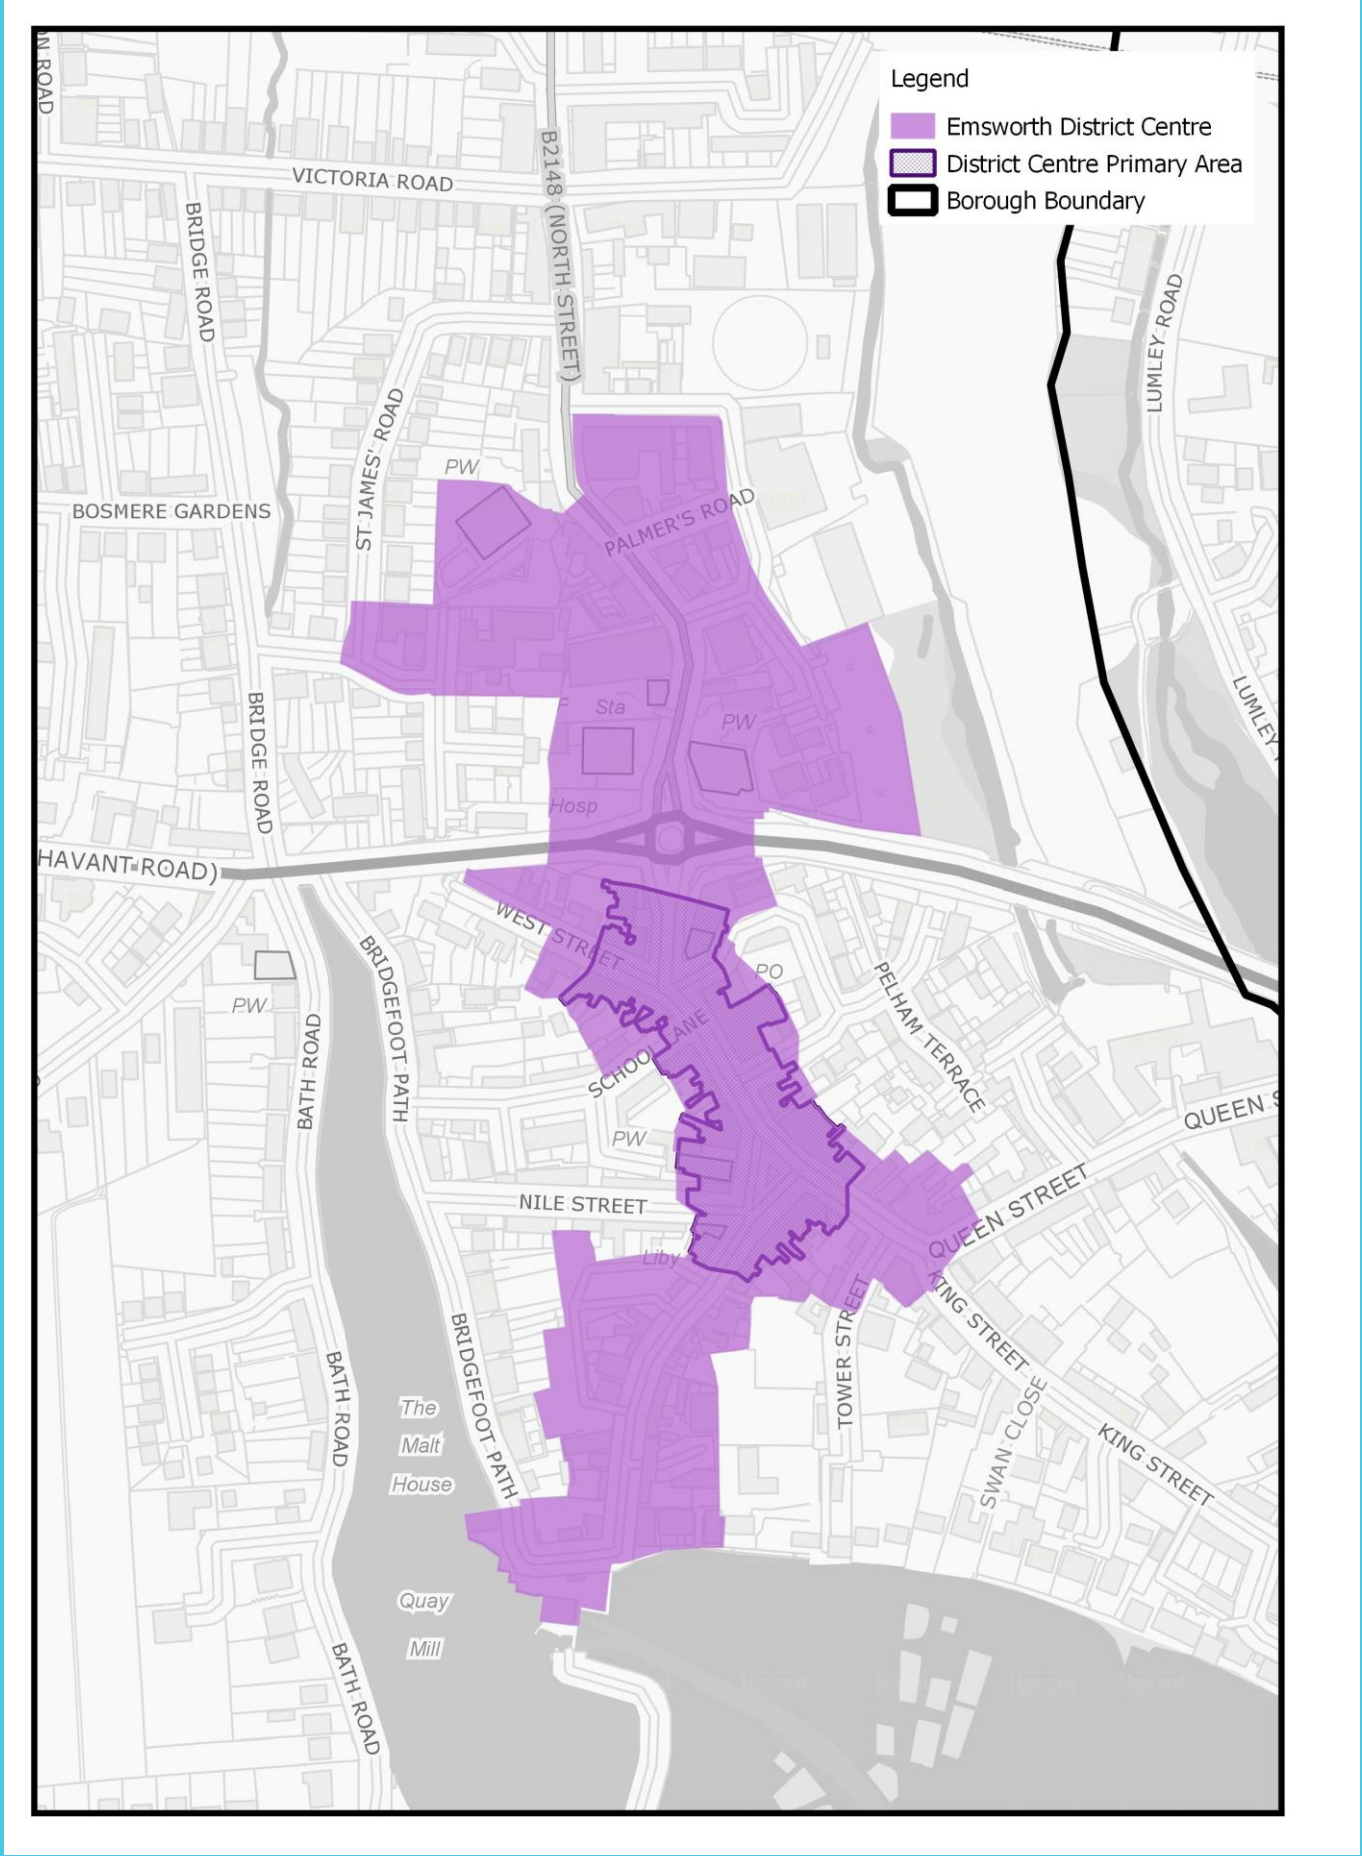 Legend
Emsworth District Centre
District Centre Primary Area
Borough Boundary
ON ROAD
VICTORIA ROAD
B2148 (NORTH STREET)
BRIDGE ROAD
LUMLEY ROAD
ST JAMES' ROAD
PW
BOSMERE GARDENS
PALMER'S ROAD
LUMLEY
BRIDGE ROAD
Sta
PW
Hosp
HAVANT ROAD)
WEST STREET
BRIDGEFOOT PATH
PO
PELHAM TERRACE
PW
BATH ROAD
SCHOOL LANE
QUEEN S
PW
NILE STREET
QUEEN STREET
Liby
KING STREET
TOWER STREET
BRIDGEFOOT PATH
BATH ROAD
SWAN CLOSE
KING STREET
The
Malt
House
Quay
Mill
BATH ROAD